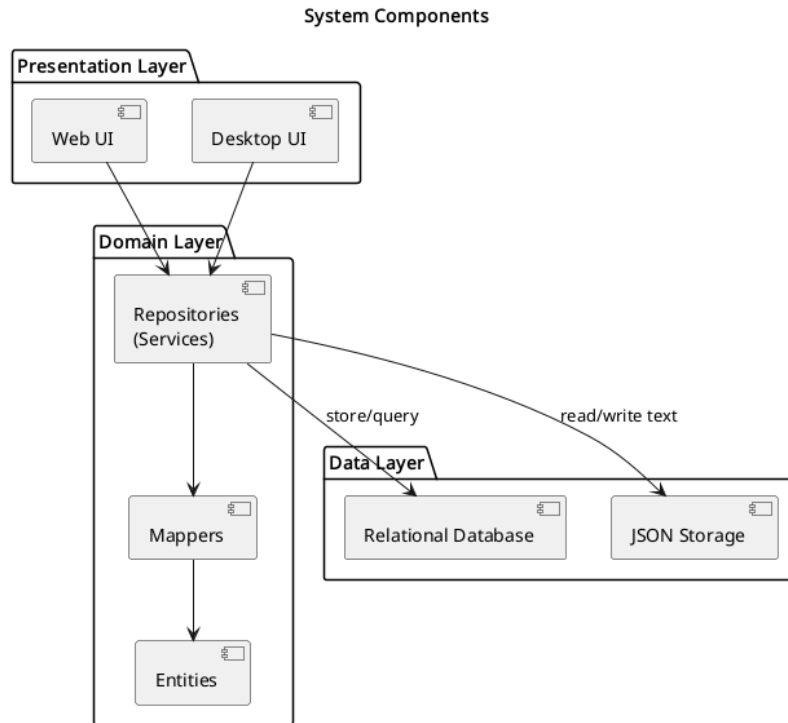 System Components
Presentation Layer
Web UI
Desktop UI
Domain Layer
Repositories
(Services)
store/query
read/write text
Data Layer
Mappers
Relational Database
JSON Storage
Entities